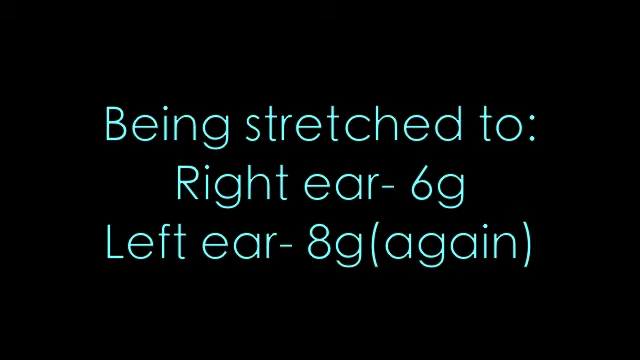 Being stretched to:
Right ear- 6g
Left ear- 8g(again)